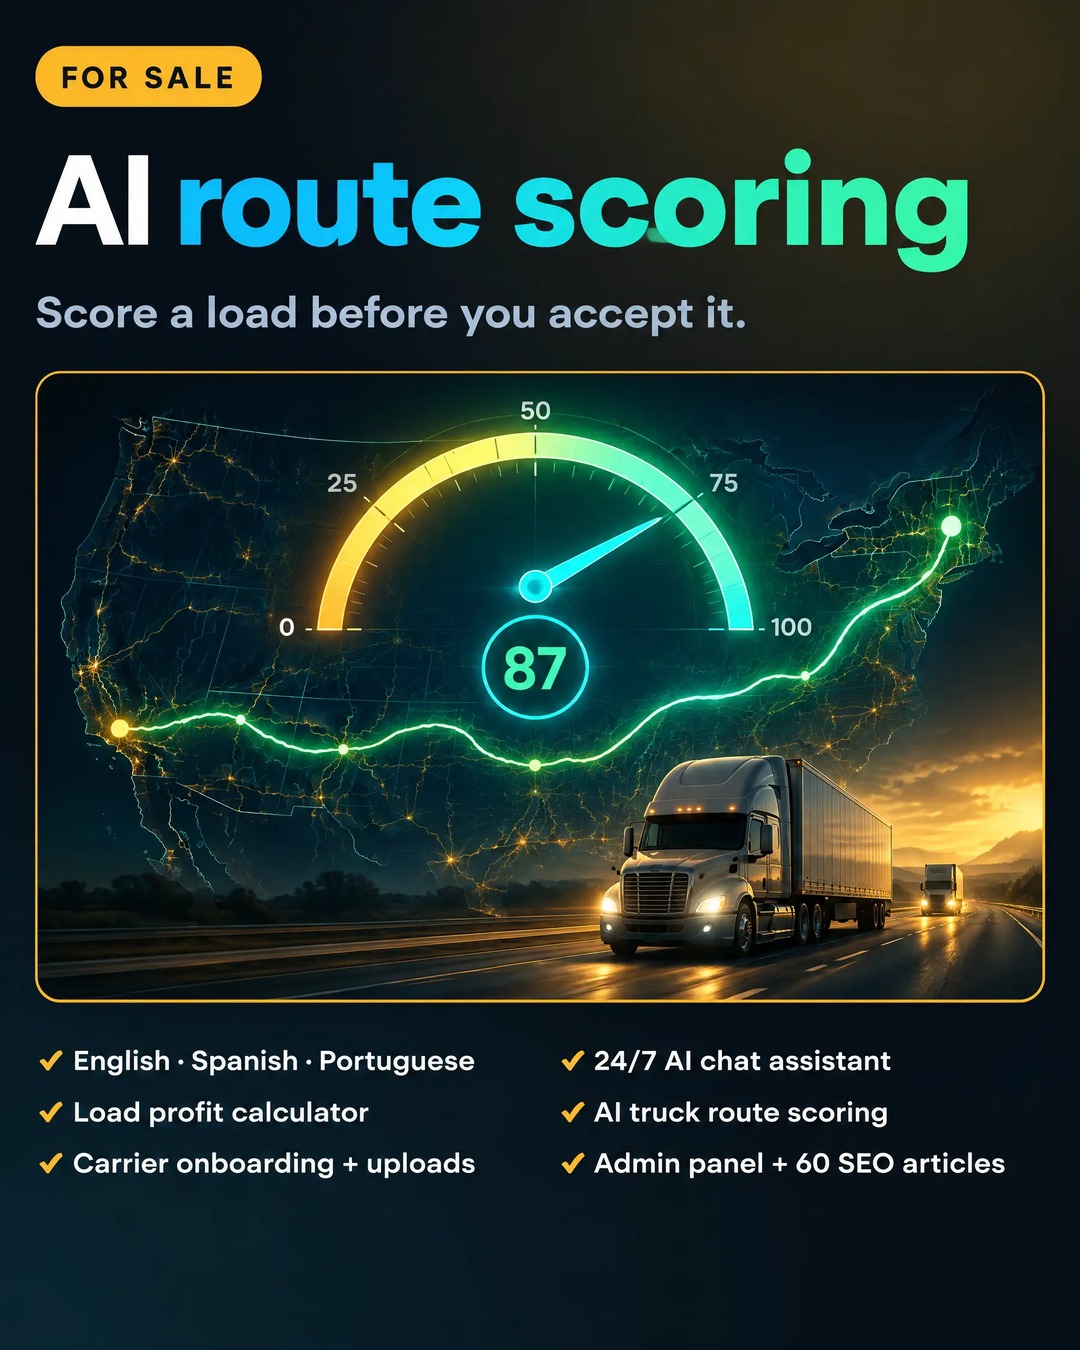 FOR SALE
AI route scoring
Score a load before you accept it.
50
25
75
0
100
87
✔ English · Spanish · Portuguese
✔ 24/7 AI chat assistant
✔ Load profit calculator
✔ AI truck route scoring
✔ Carrier onboarding + uploads
✔ Admin panel + 60 SEO articles